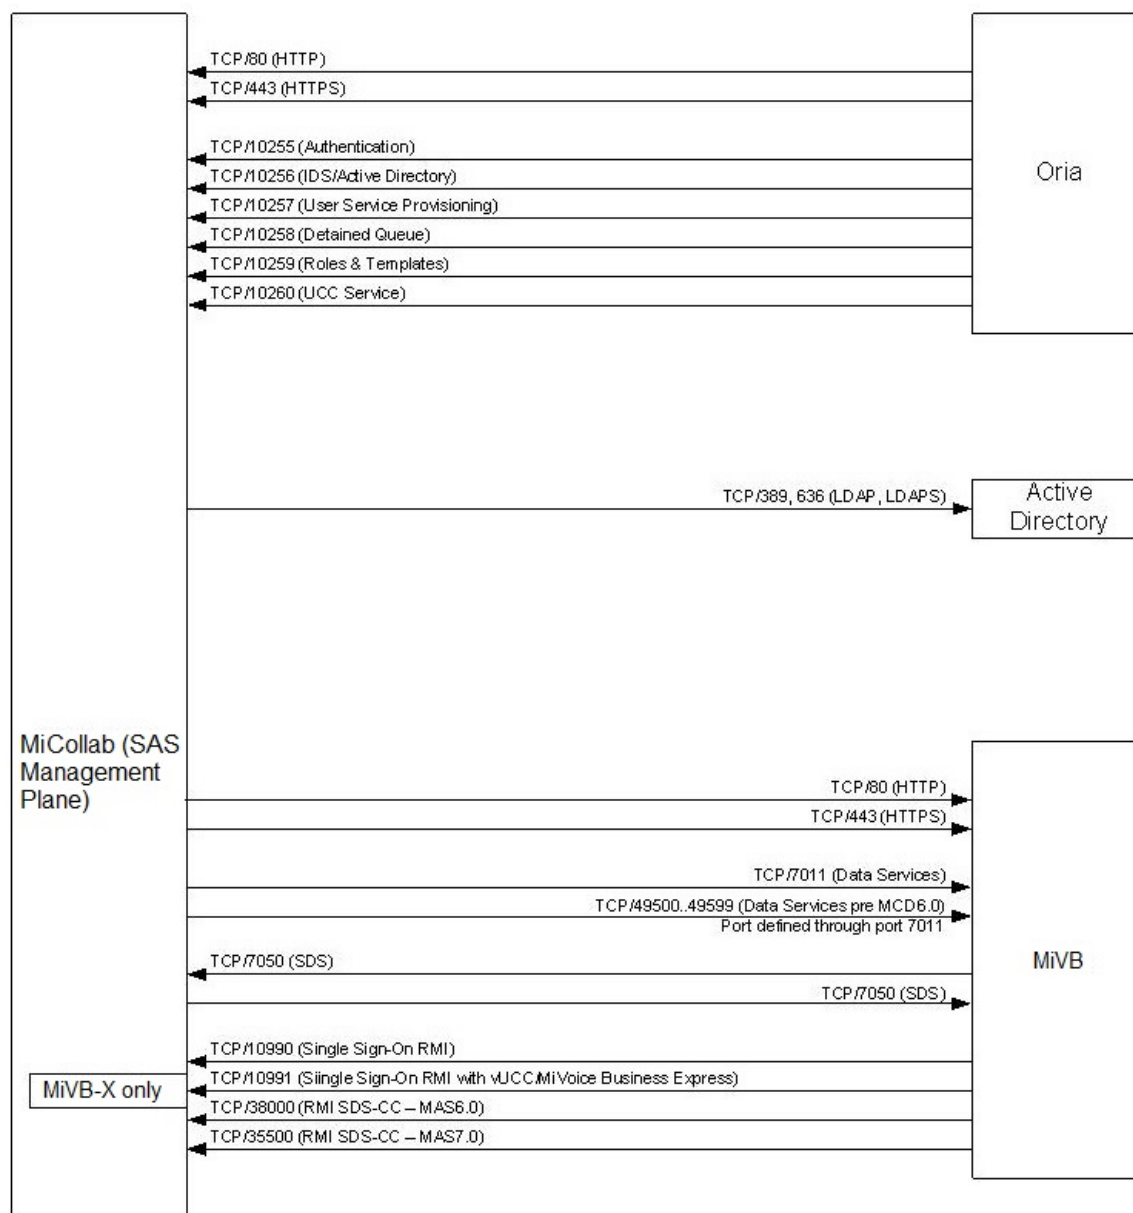 TCP/80 (HTTP)
TCP/443 (HTTPS)
TCP/10255 (Authentication)
TCP/10256 (IDS/Active Directory)
TCP/10257 (User Service Provisioning)
TCP/10258 (Detained Queue)
TCP/10259 (Roles & Templates)
TCP/10260 (UCC Service)
Oria
TCP/389, 636 (LDAP, LDAPS)
Active
Directory
MiCollab (SAS
Management
Plane)
TCP/80 (HTTP)
TCP/443 (HTTPS)
TCP/7011 (Data Services)
TCP/49500..49599 (Data Services pre MCD6.0)
Port defined through port 7011
TCP/7050 (SDS)
TCP/7050 (SDS)
MiVB
TCP/10990 (Single Sign-On RMI)
MiVB-X only
TCP/10991 (Siingle Sign-On RMI with vUCC/MiVoice Business Express)
TCP/38000 (RMI SDS-CC – MAS6.0)
TCP/35500 (RMI SDS-CC – MAS7.0)